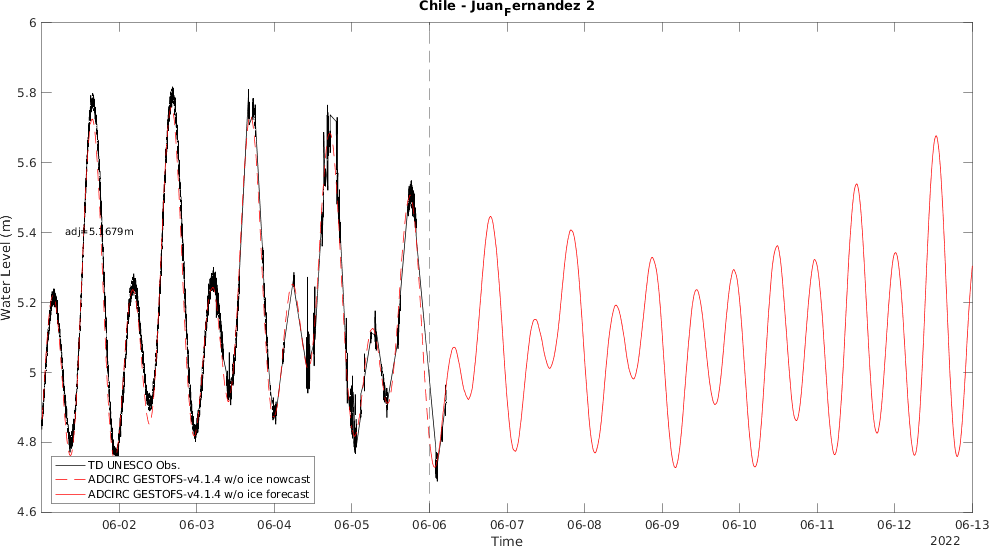 Chile - Juan_Fernandez 2
Water Level (m)
6
5.8
5.6
5.4
5.2
5
4.8
4.6
adj=5.1679m
TD UNESCO Obs.
ADCIRC GESTOFS-v4.1.4 w/o ice nowcast
ADCIRC GESTOFS-v4.1.4 w/o ice forecast
06-02 06-03 06-04 06-05 06-06 06-07 06-08 06-09 06-10 06-11 06-12 06-13
Time
2022